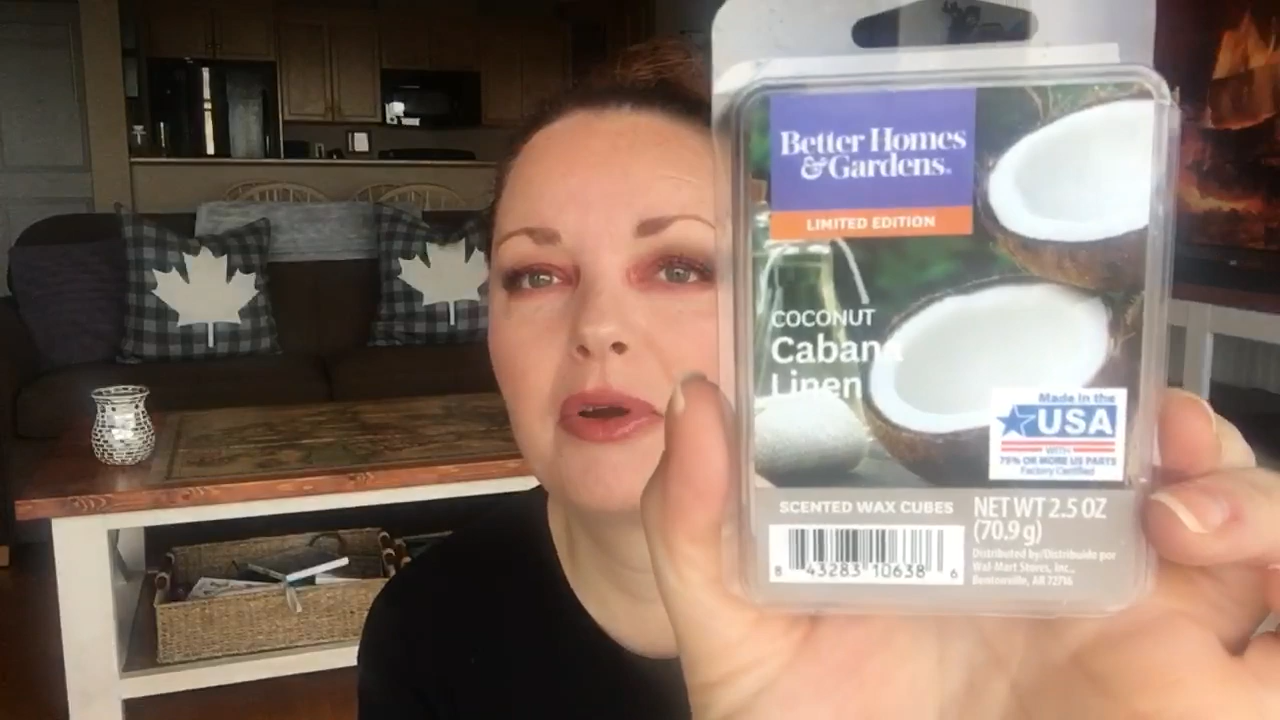 Better Homes
& Gardens®
LIMITED EDITION
COCONUT
Cabana
Linen
Made in the
USA
WITH
75% OR MORE US PARTS
Factory Certified
SCENTED WAX CUBES
NET WT 2.5 OZ
(70.9 g)
Distributed by/Distribuido por
Wal-Mart Stores, Inc.,
Bentonville, AR 72716
8 43283 10638 6